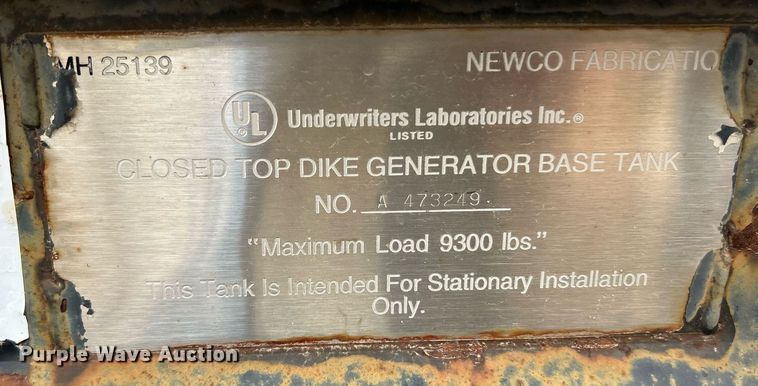 MH 25139 NEWCO FABRICATIO
UL Underwriters Laboratories Inc.®
LISTED
CLOSED TOP DIKE GENERATOR BASE TANK
NO. A 473249.
"Maximum Load 9300 lbs."
This Tank Is Intended For Stationary Installation
Only.
Purple Wave Auction